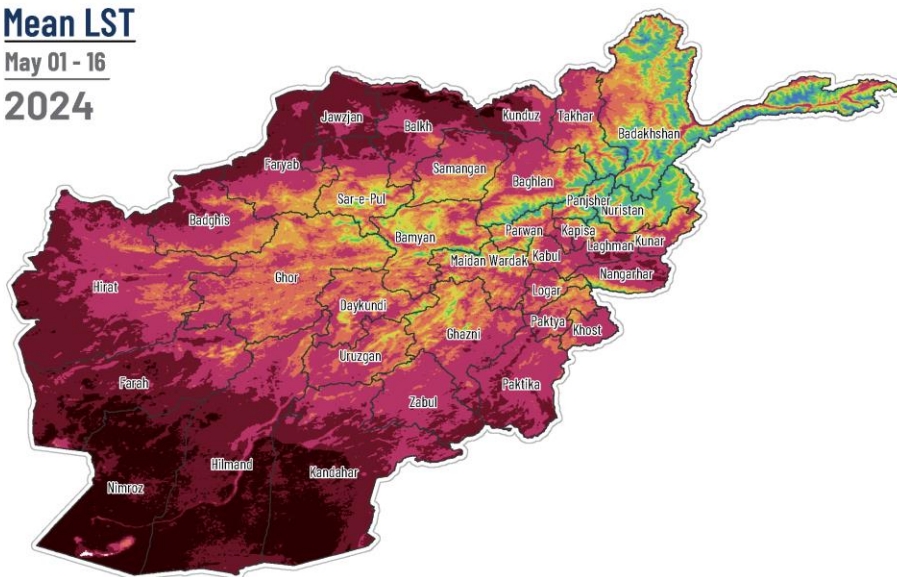 Mean LST
May 01 - 16
2024
Jawzjan
Balkh
Kunduz
Takhar
Badakhshan
Faryab
Samangan
Baghlan
Sar-e-Pul
Panjsher
Nuristan
Badghis
Bamyan
Parwan
Kapisa
Kunar
Laghman
Maidan Wardak
Kabul
Nangarhar
Hirat
Ghor
Logar
Daykundi
Ghazni
Paktya
Khost
Uruzgan
Farah
Paktika
Zabul
Hilmand
Kandahar
Nimroz